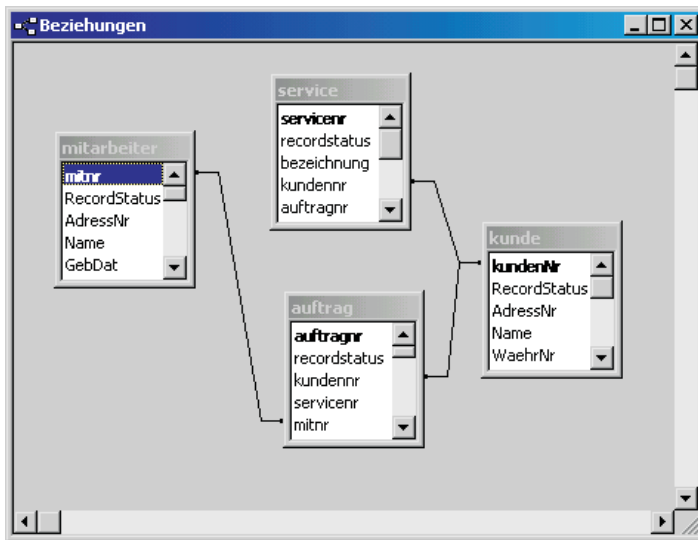 Beziehungen
service
servicenr
recordstatus
bezeichnung
kundennr
auftragnr
mitarbeiter
mitnr
RecordStatus
AdressNr
Name
GebDat
kunde
kundenNr
RecordStatus
AdressNr
Name
WaehrNr
auftrag
auftragnr
recordstatus
kundennr
servicenr
mitnr